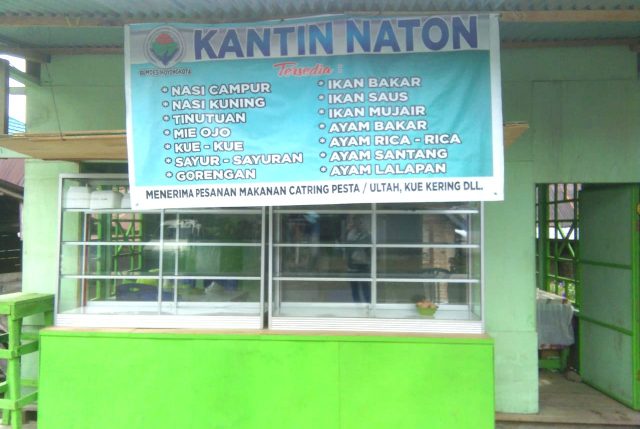 KANTIN NATON
BUMDES MOYONGKOTA
Tersedia :
* NASI CAMPUR
* NASI KUNING
* TINUTUAN
* MIE OJO
* KUE - KUE
* SAYUR - SAYURAN
* GORENGAN
* IKAN BAKAR
* IKAN SAUS
* IKAN MUJAIR
* AYAM BAKAR
* AYAM RICA - RICA
* AYAM SANTANG
* AYAM LALAPAN
MENERIMA PESANAN MAKANAN CATRING PESTA / ULTAH, KUE KERING DLL.